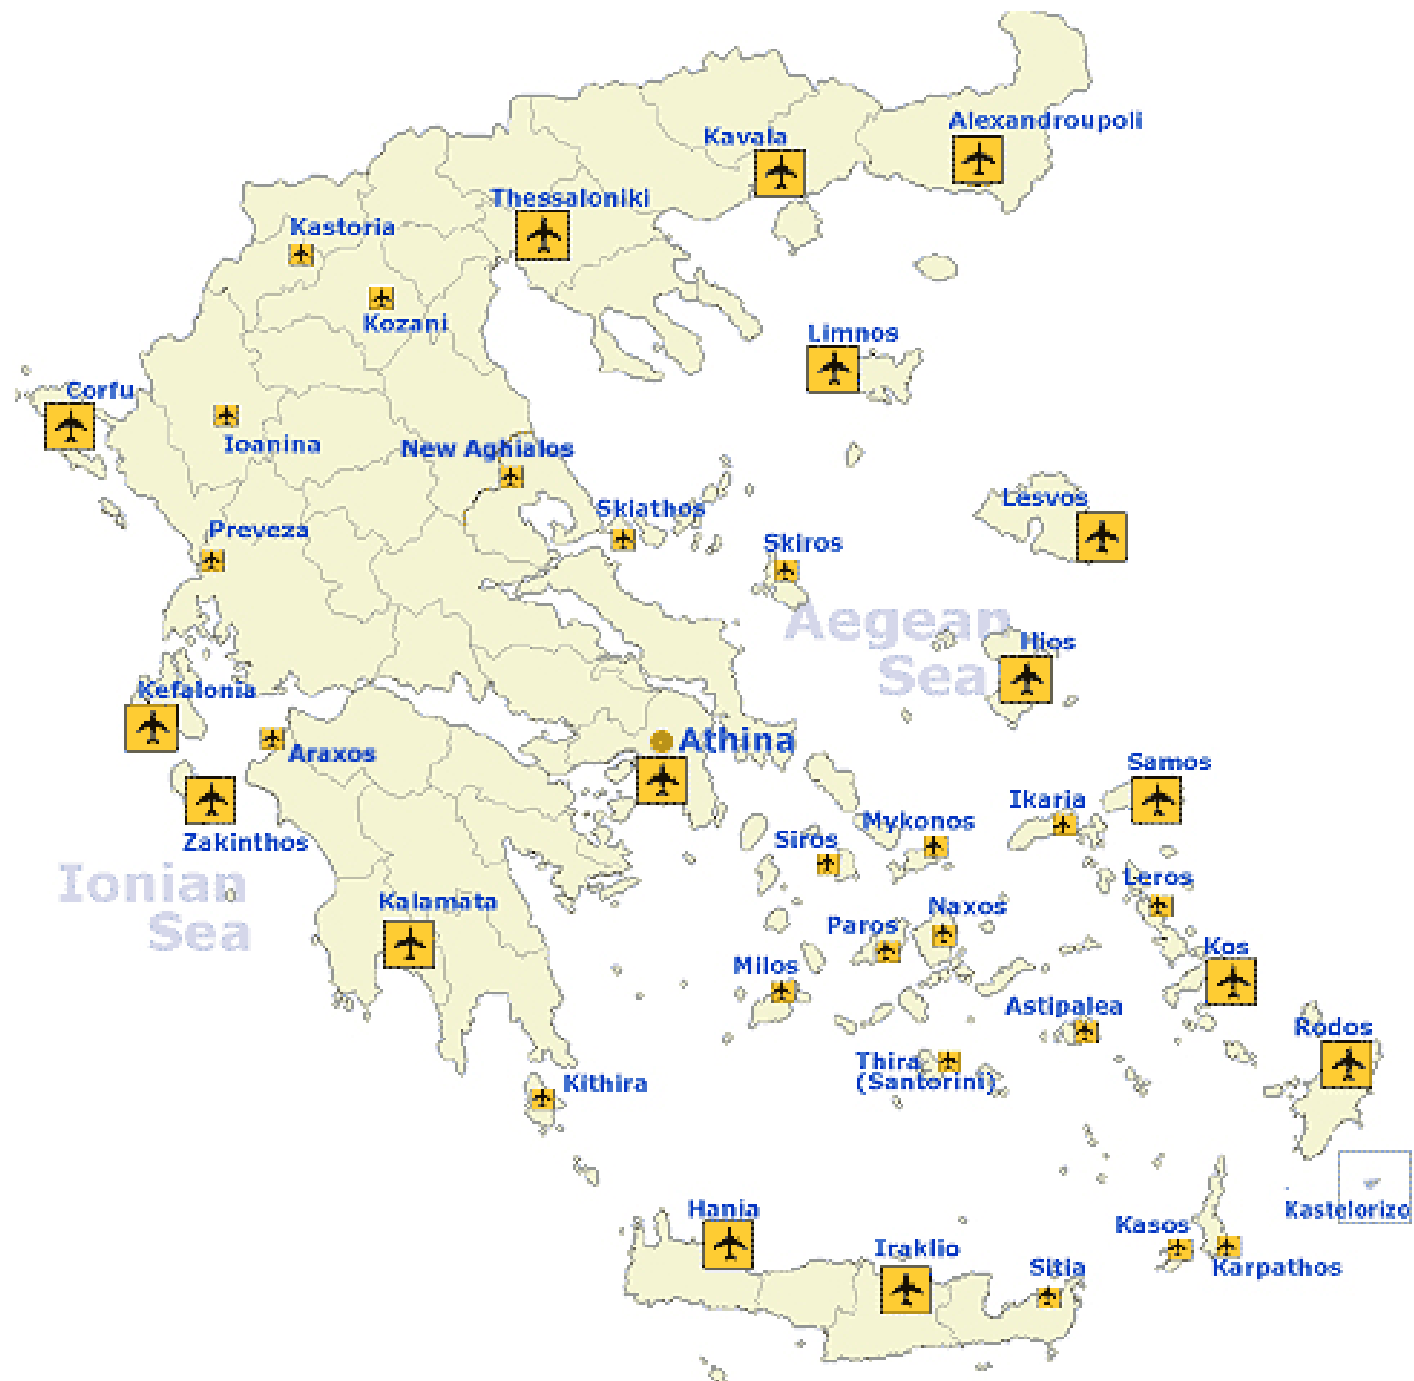 Alexandroupoli
Kavala
Thessaloniki
Kastoria
Kozani
Limnos
Corfu
Ioanina
New Aghialos
Lesvos
Skiathos
Preveza
Skiros
Aegean
Sea
Hios
Kefalonia
Athina
Araxos
Samos
Ikaria
Mykonos
Siros
Zakinthos
Ionian
Sea
Leros
Kalamata
Naxos
Paros
Kos
Milos
Astipalea
Rodos
Thira
(Santorini)
Kithira
Hania
Kastelorizo
Kasos
Iraklio
Sitia
Karpathos